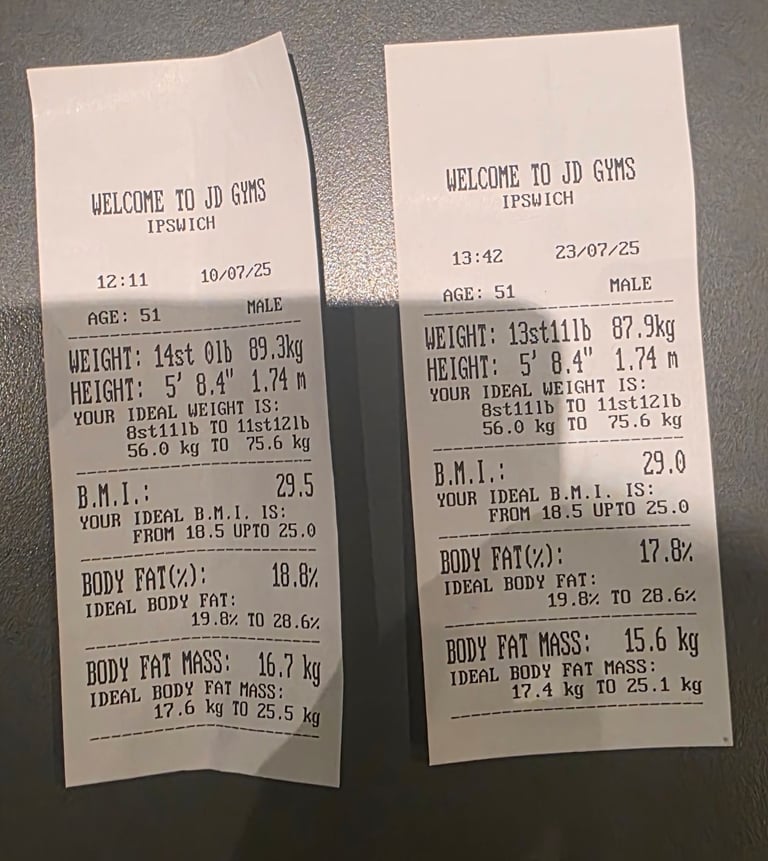 WELCOME TO JD GYMS
IPSWICH
12:11 10/07/25
AGE: 51 MALE
WEIGHT: 14st 0lb 89.3kg
HEIGHT: 5' 8.4" 1.74 m
YOUR IDEAL WEIGHT IS:
8st11lb TO 11st12lb
56.0 kg TO 75.6 kg
B.M.I.: 29.5
YOUR IDEAL B.M.I. IS:
FROM 18.5 UPTO 25.0
BODY FAT(%): 18.8%
IDEAL BODY FAT:
19.8% TO 28.6%
BODY FAT MASS: 16.7 kg
IDEAL BODY FAT MASS:
17.6 kg TO 25.5 kg
WELCOME TO JD GYMS
IPSWICH
13:42 23/07/25
AGE: 51 MALE
WEIGHT: 13st11lb 87.9kg
HEIGHT: 5' 8.4" 1.74 m
YOUR IDEAL WEIGHT IS:
8st11lb TO 11st12lb
56.0 kg TO 75.6 kg
B.M.I.: 29.0
YOUR IDEAL B.M.I. IS:
FROM 18.5 UPTO 25.0
BODY FAT(%): 17.8%
IDEAL BODY FAT:
19.8% TO 28.6%
BODY FAT MASS: 15.6 kg
IDEAL BODY FAT MASS:
17.4 kg TO 25.1 kg